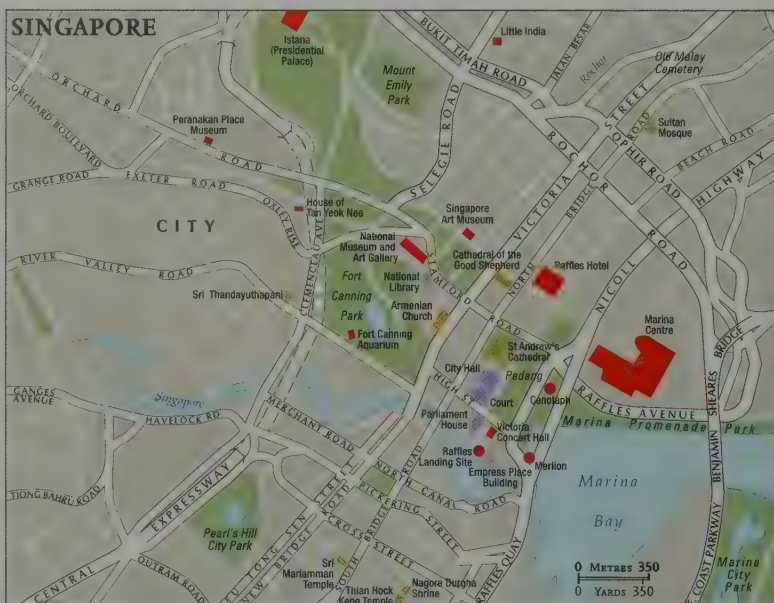 SINGAPORE
Istana
(Presidential
Palace)
Little India
BUKIT TIMAH ROAD
JALAN BESAR
Rochor
Old Malay
Cemetery
Mount
Emily
Park
ORCHARD ROAD
ORCHARD BOULEVARD
Peranakan Place
Museum
SELEGIE ROAD
VICTORIA STREET
ROCHOR ROAD
OPHIR ROAD
Sultan
Mosque
BEACH ROAD
NICOLL HIGHWAY
GRANGE ROAD
EXETER ROAD
OXLEY RISE
House of
Tan Yeok Nee
CITY
CLEMENCEAU AVE
Singapore
Art Museum
NORTH BRIDGE ROAD
National
Museum and
Art Gallery
Cathedral of the
Good Shepherd
Raffles Hotel
RIVER VALLEY ROAD
Fort
Canning
Park
National
Library
STAMFORD ROAD
Sri Thandayuthapani
Armenian
Church
Marina
Centre
Fort Canning
Aquarium
St Andrew's
Cathedral
City Hall
Padang
HIGH ST
Court
Cenotaph
RAFFLES AVENUE
BENJAMIN SHEARES BRIDGE
GANGES
AVENUE
Singapore
HAVELOCK RD
MERCHANT ROAD
Parliament
House
Victoria
Concert Hall
Marina Promenade Park
Raffles
Landing Site
Empress Place
Building
Merlion
Marina
Bay
NORTH CANAL ROAD
PICKERING STREET
TIONG BAHRU ROAD
CENTRAL EXPRESSWAY
Pearl's Hill
City Park
CROSS STREET
EU TONG SEN STREET
NEW BRIDGE ROAD
SOUTH BRIDGE ROAD
OUTRAM ROAD
Sri
Mariamman
Temple
Nagore Durgha
Shrine
Thian Hock
Keng Temple
RAFFLES QUAY
0 METRES 350
0 YARDS 350
COAST PARKWAY
Marina
City
Park